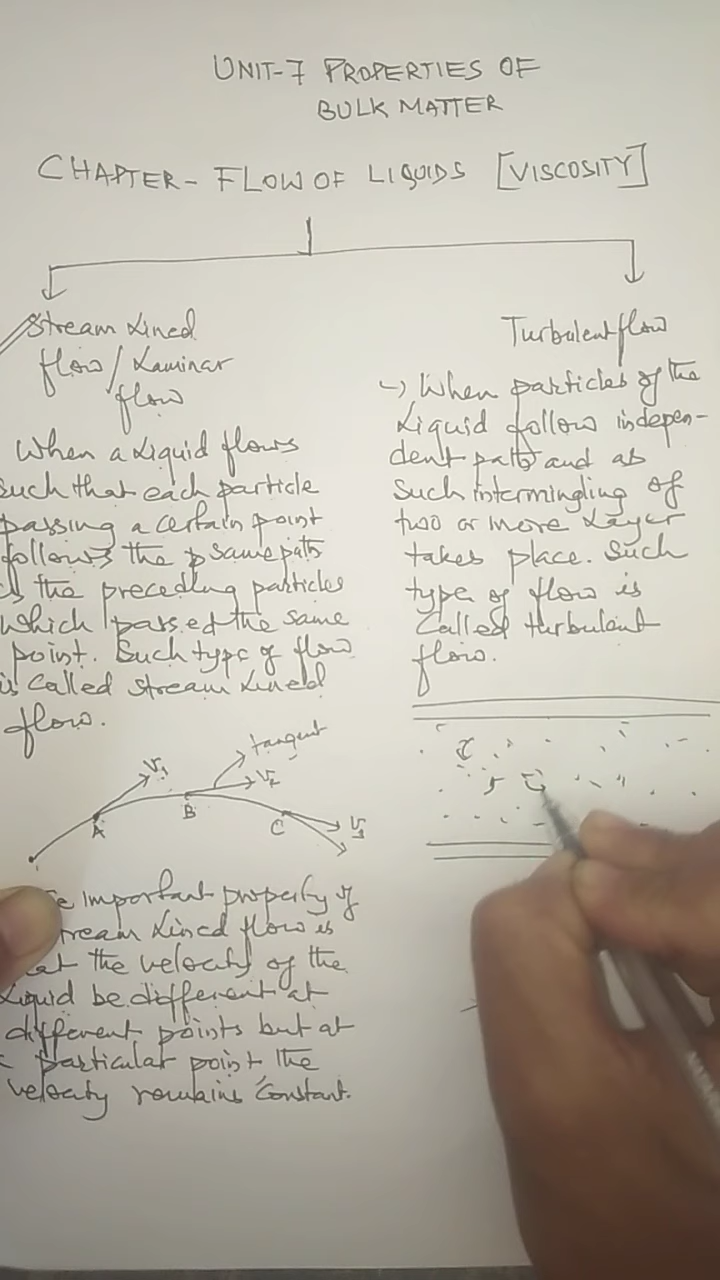 UNIT-7 PROPERTIES OF
BULK MATTER
CHAPTER- FLOW OF LIQUIDS [VISCOSITY]
Stream Lined
flow/Laminar
flow
When a Liquid flows
such that each particle
passing a certain point
follows the same path
the preceding particles
which passed the same
point. Such type of flow
is called stream Lined
flow.
V1
V2
tangent
A
B
C
V3
important property of
Lined flow is
the velocity of the
Liquid be different at
different points but at
particular point the
velocity remains constant.
Turbulent flow
→ When particles of the
Liquid follow indepen-
dent path and as
such intermingling of
two or more Layer
takes place. Such
type of flow is
called turbulent
flow.